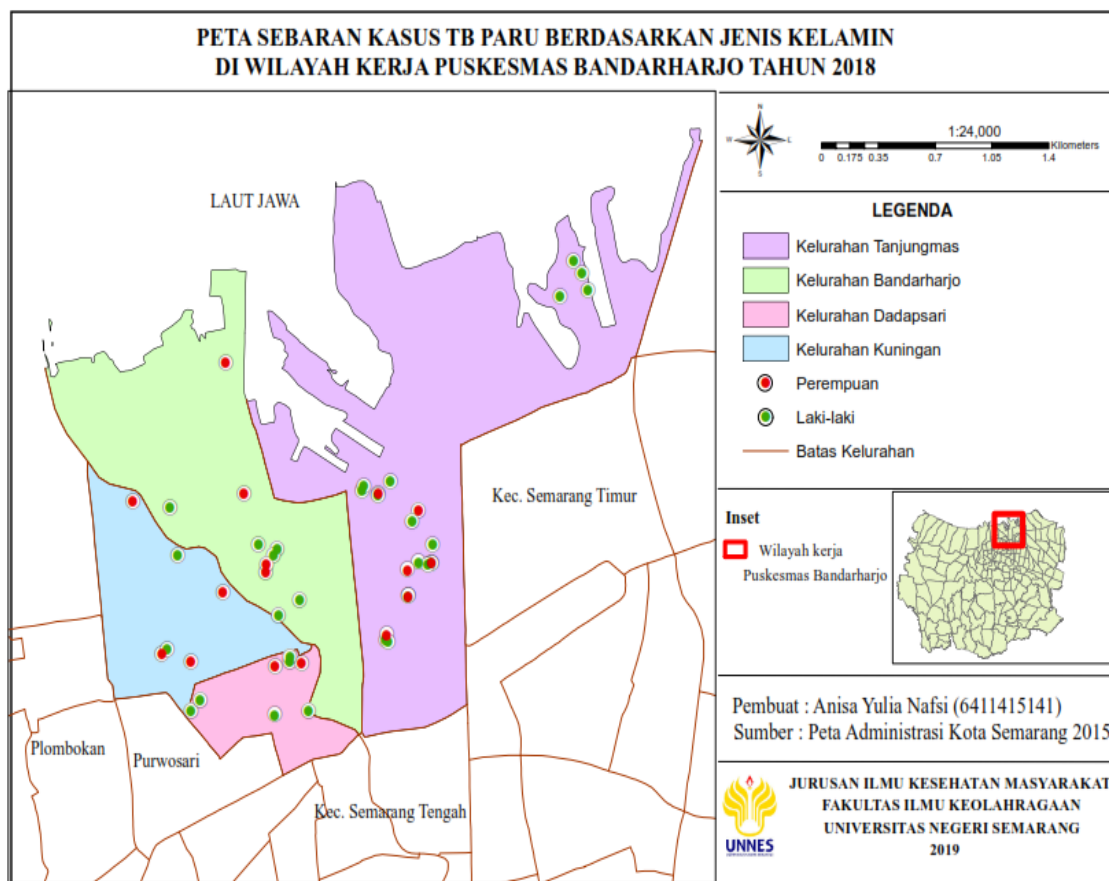 PETA SEBARAN KASUS TB PARU BERDASARKAN JENIS KELAMIN
DI WILAYAH KERJA PUSKESMAS BANDARHARJO TAHUN 2018
LAUT JAWA
Kec. Semarang Timur
Plombokan
Purwosari
Kec. Semarang Tengah
N
W
E
S
1:24,000
Kilometers
0 0.175 0.35 0.7 1.05 1.4
LEGENDA
Kelurahan Tanjungmas
Kelurahan Bandarharjo
Kelurahan Dadapsari
Kelurahan Kuningan
Perempuan
Laki-laki
Batas Kelurahan
Inset
Wilayah kerja
Puskesmas Bandarharjo
Pembuat : Anisa Yulia Nafsi (6411415141)
Sumber : Peta Administrasi Kota Semarang 2015
JURUSAN ILMU KESEHATAN MASYARAKAT
FAKULTAS ILMU KEOLAHRAGAAN
UNIVERSITAS NEGERI SEMARANG
2019
UNNES